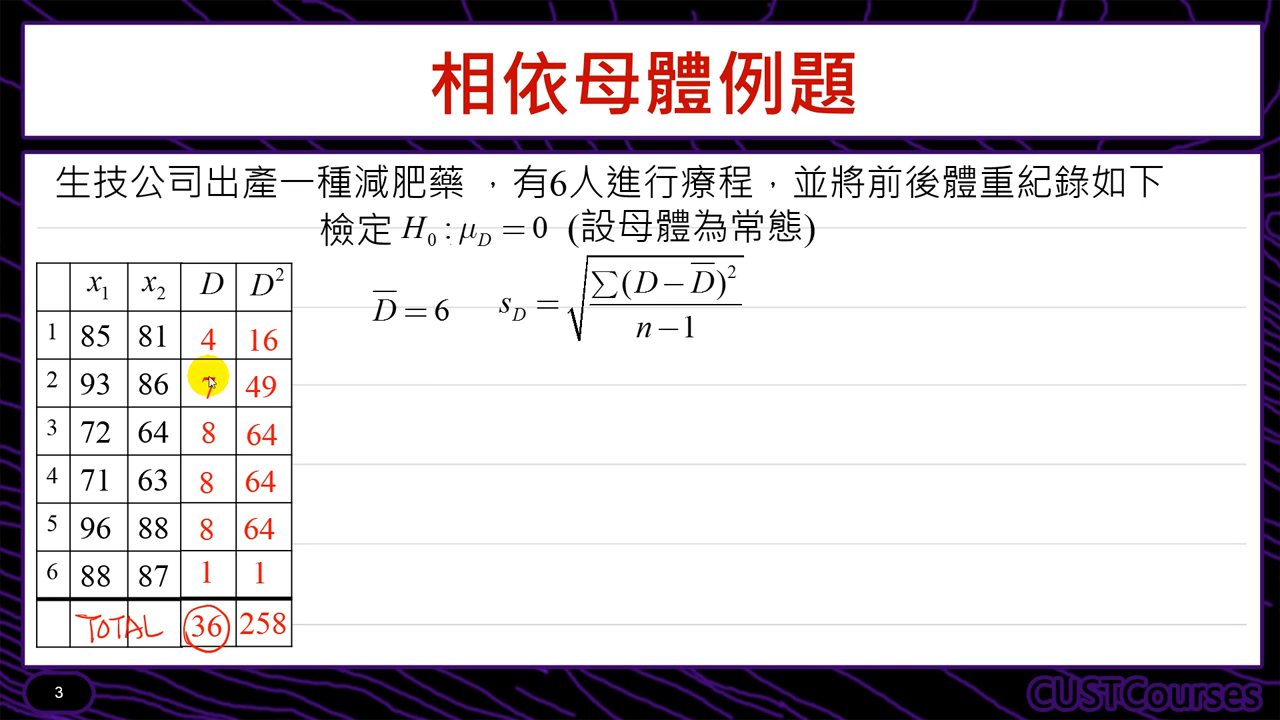 相依母體例題
生技公司出產一種減肥藥 ，有6人進行療程，並將前後體重紀錄如下
檢定 H₀ : μ_D = 0 (設母體為常態)
D̅ = 6 s_D = √(∑(D − D̅)² / (n − 1))
x₁ x₂ D D²
1 85 81 4 16
2 93 86 7 49
3 72 64 8 64
4 71 63 8 64
5 96 88 8 64
6 88 87 1 1
TOTAL 36 258
3
CUSTCourses